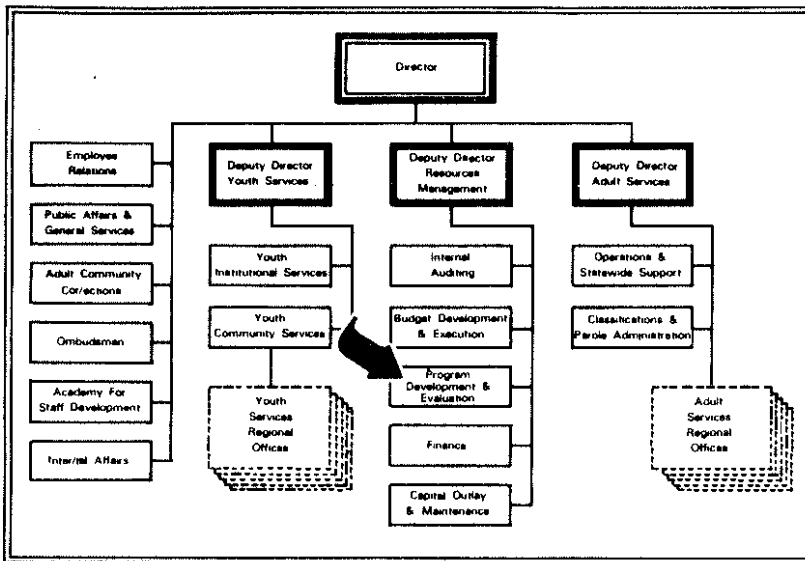 Director
Employee
Relations
Public Affairs &
General Services
Adult Community
Corrections
Ombudsman
Academy For
Staff Development
Internal Affairs
Deputy Director
Youth Services
Youth
Institutional Services
Youth
Community Services
Youth
Services
Regional
Offices
Deputy Director
Resources
Management
Internal
Auditing
Budget Development
& Execution
Program
Development &
Evaluation
Finance
Capital Outlay
& Maintenance
Deputy Director
Adult Services
Operations &
Statewide Support
Classifications &
Parole Administration
Adult
Services
Regional
Offices